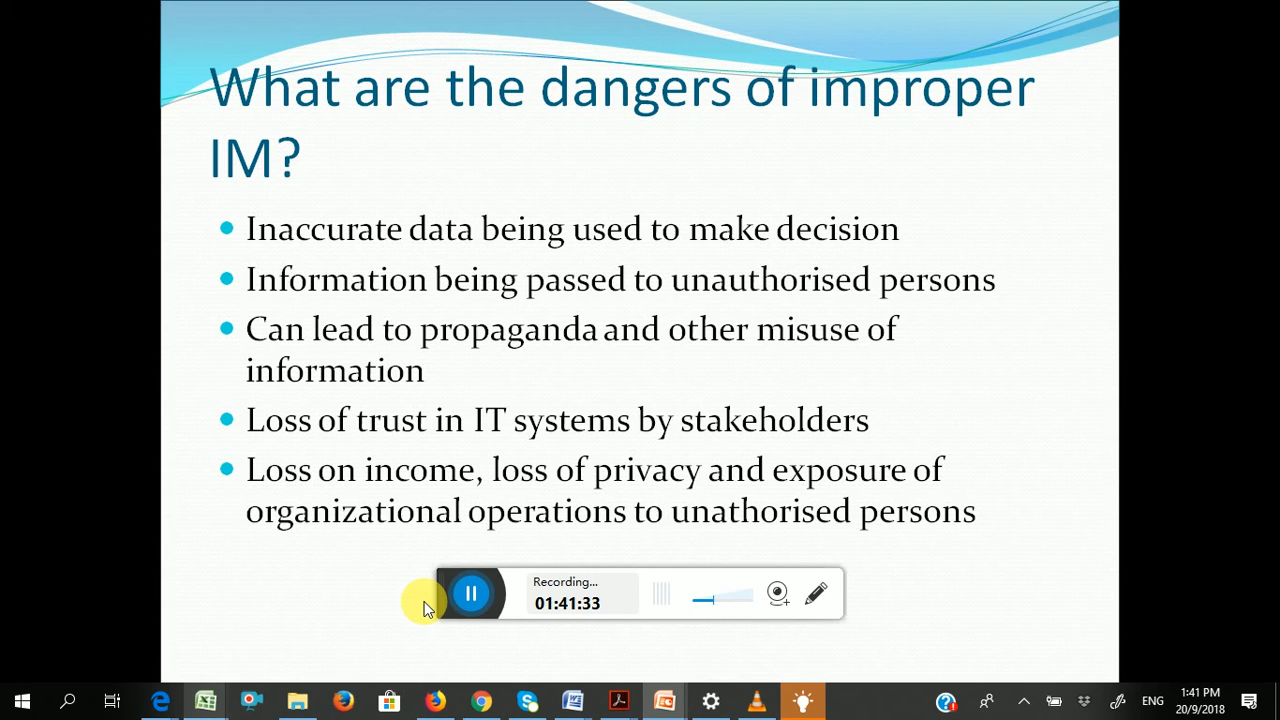 What are the dangers of improper
IM?
Inaccurate data being used to make decision
Information being passed to unauthorised persons
Can lead to propaganda and other misuse of
information
Loss of trust in IT systems by stakeholders
Loss on income, loss of privacy and exposure of
organizational operations to unathorised persons
Recording...
01:41:33
ENG
1:41 PM
20/9/2018